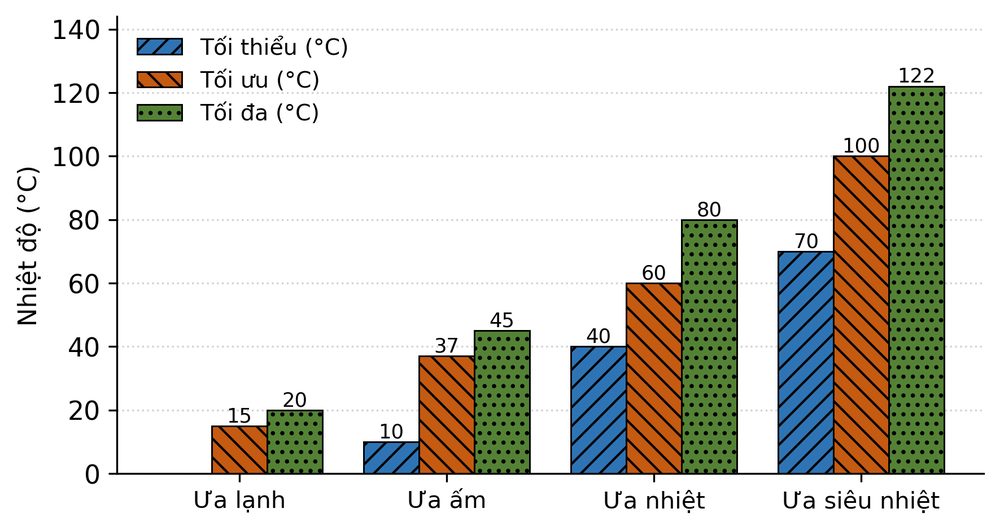 140
120
100
80
60
40
20
0
Nhiệt độ (°C)
Tối thiểu (°C)
Tối ưu (°C)
Tối đa (°C)
15
20
10
37
45
40
60
80
70
100
122
Ưa lạnh
Ưa ấm
Ưa nhiệt
Ưa siêu nhiệt